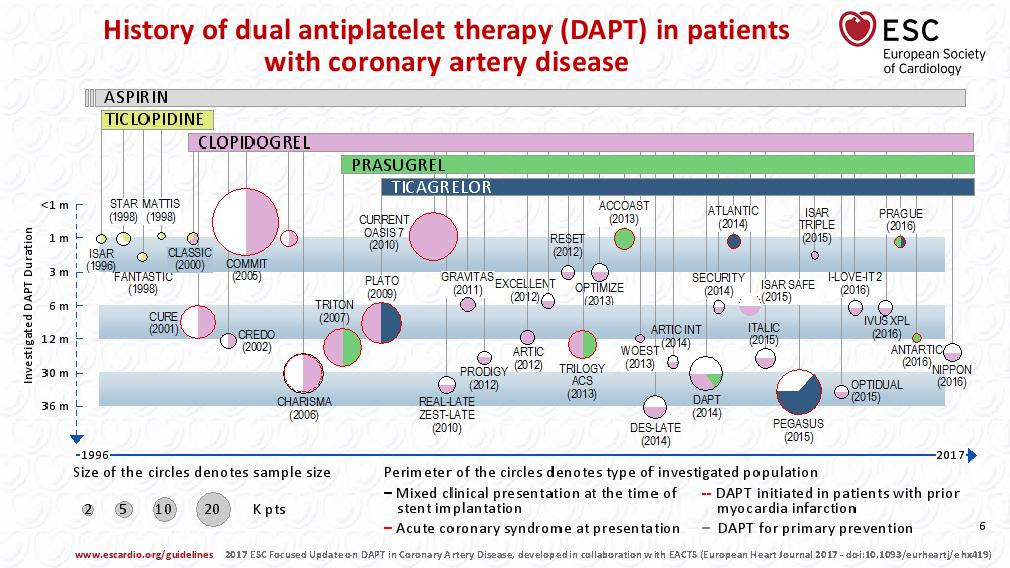 History of dual antiplatelet therapy (DAPT) in patients
with coronary artery disease
ESC
European Society
of Cardiology
ASPIRIN
TICLOPIDINE
CLOPIDOGREL
PRASUGREL
TICAGRELOR
Investigated DAPT Duration
<1 m
1 m
3 m
6 m
12 m
30 m
36 m
STAR
(1998)
MATTIS
(1998)
ISAR
(1996)
FANTASTIC
(1998)
CLASSIC
(2000)
COMMIT
(2005)
CURRENT
OASIS 7
(2010)
ACCOAST
(2013)
ATLANTIC
(2014)
ISAR
TRIPLE
(2015)
PRAGUE
(2016)
RESET
(2012)
OPTIMIZE
(2013)
CURE
(2001)
CREDO
(2002)
TRITON
(2007)
PLATO
(2009)
GRAVITAS
(2011)
EXCELLENT
(2012)
SECURITY
(2014)
ISAR SAFE
(2015)
I-LOVE-IT 2
(2016)
IVUS XPL
(2016)
CHARISMA
(2006)
REAL-LATE
ZEST-LATE
(2010)
PRODIGY
(2012)
ARTIC
(2012)
TRILOGY
ACS
(2013)
WOEST
(2013)
ARTIC INT
(2014)
ITALIC
(2015)
ANTARTIC
(2016)
NIPPON
(2016)
DES-LATE
(2014)
DAPT
(2014)
PEGASUS
(2015)
OPTIDUAL
(2015)
1996
2017
Size of the circles denotes sample size
2 5 10 20 K pts
Perimeter of the circles denotes type of investigated population
Mixed clinical presentation at the time of
stent implantation
Acute coronary syndrome at presentation
DAPT initiated in patients with prior
myocardia infarction
DAPT for primary prevention
6
www.escardio.org/guidelines 2017 ESC Focused Update on DAPT in Coronary Artery Disease, developed in collaboration with EACTS (European Heart Journal 2017 - doi:10.1093/eurheartj/ehx419)